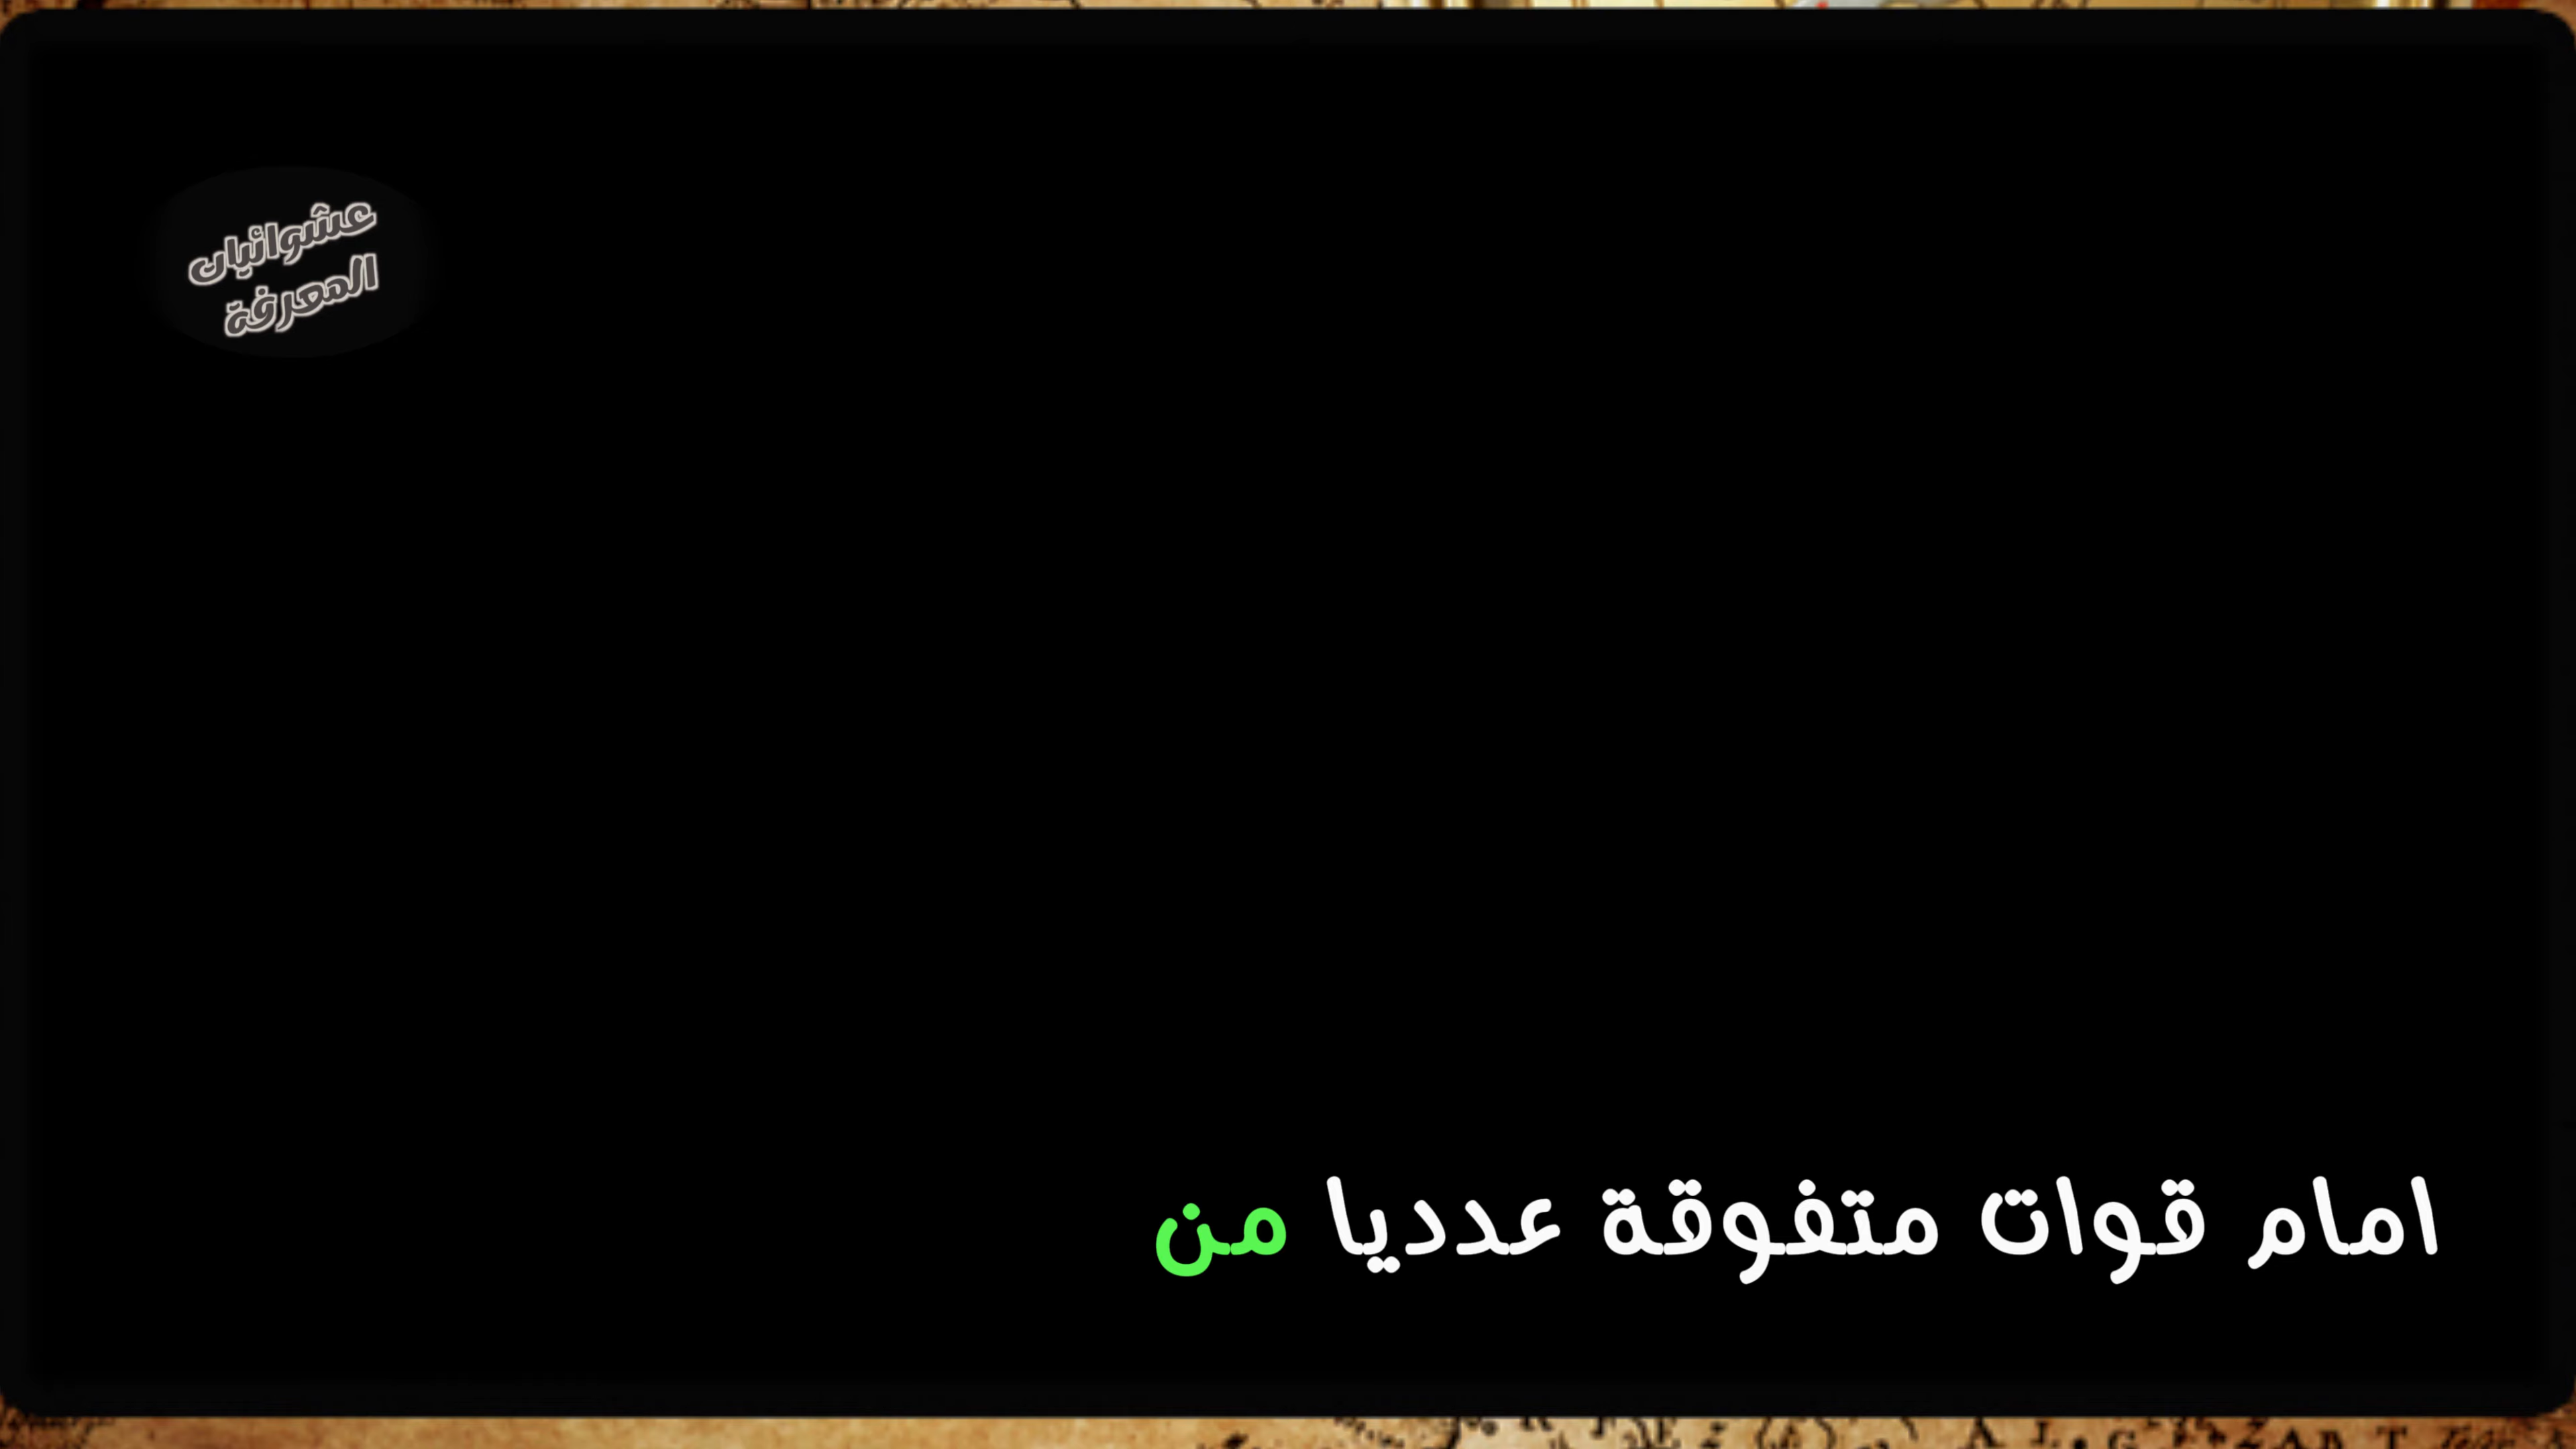 عشوائيات
المعرفة
امام قوات متفوقة عدديا من